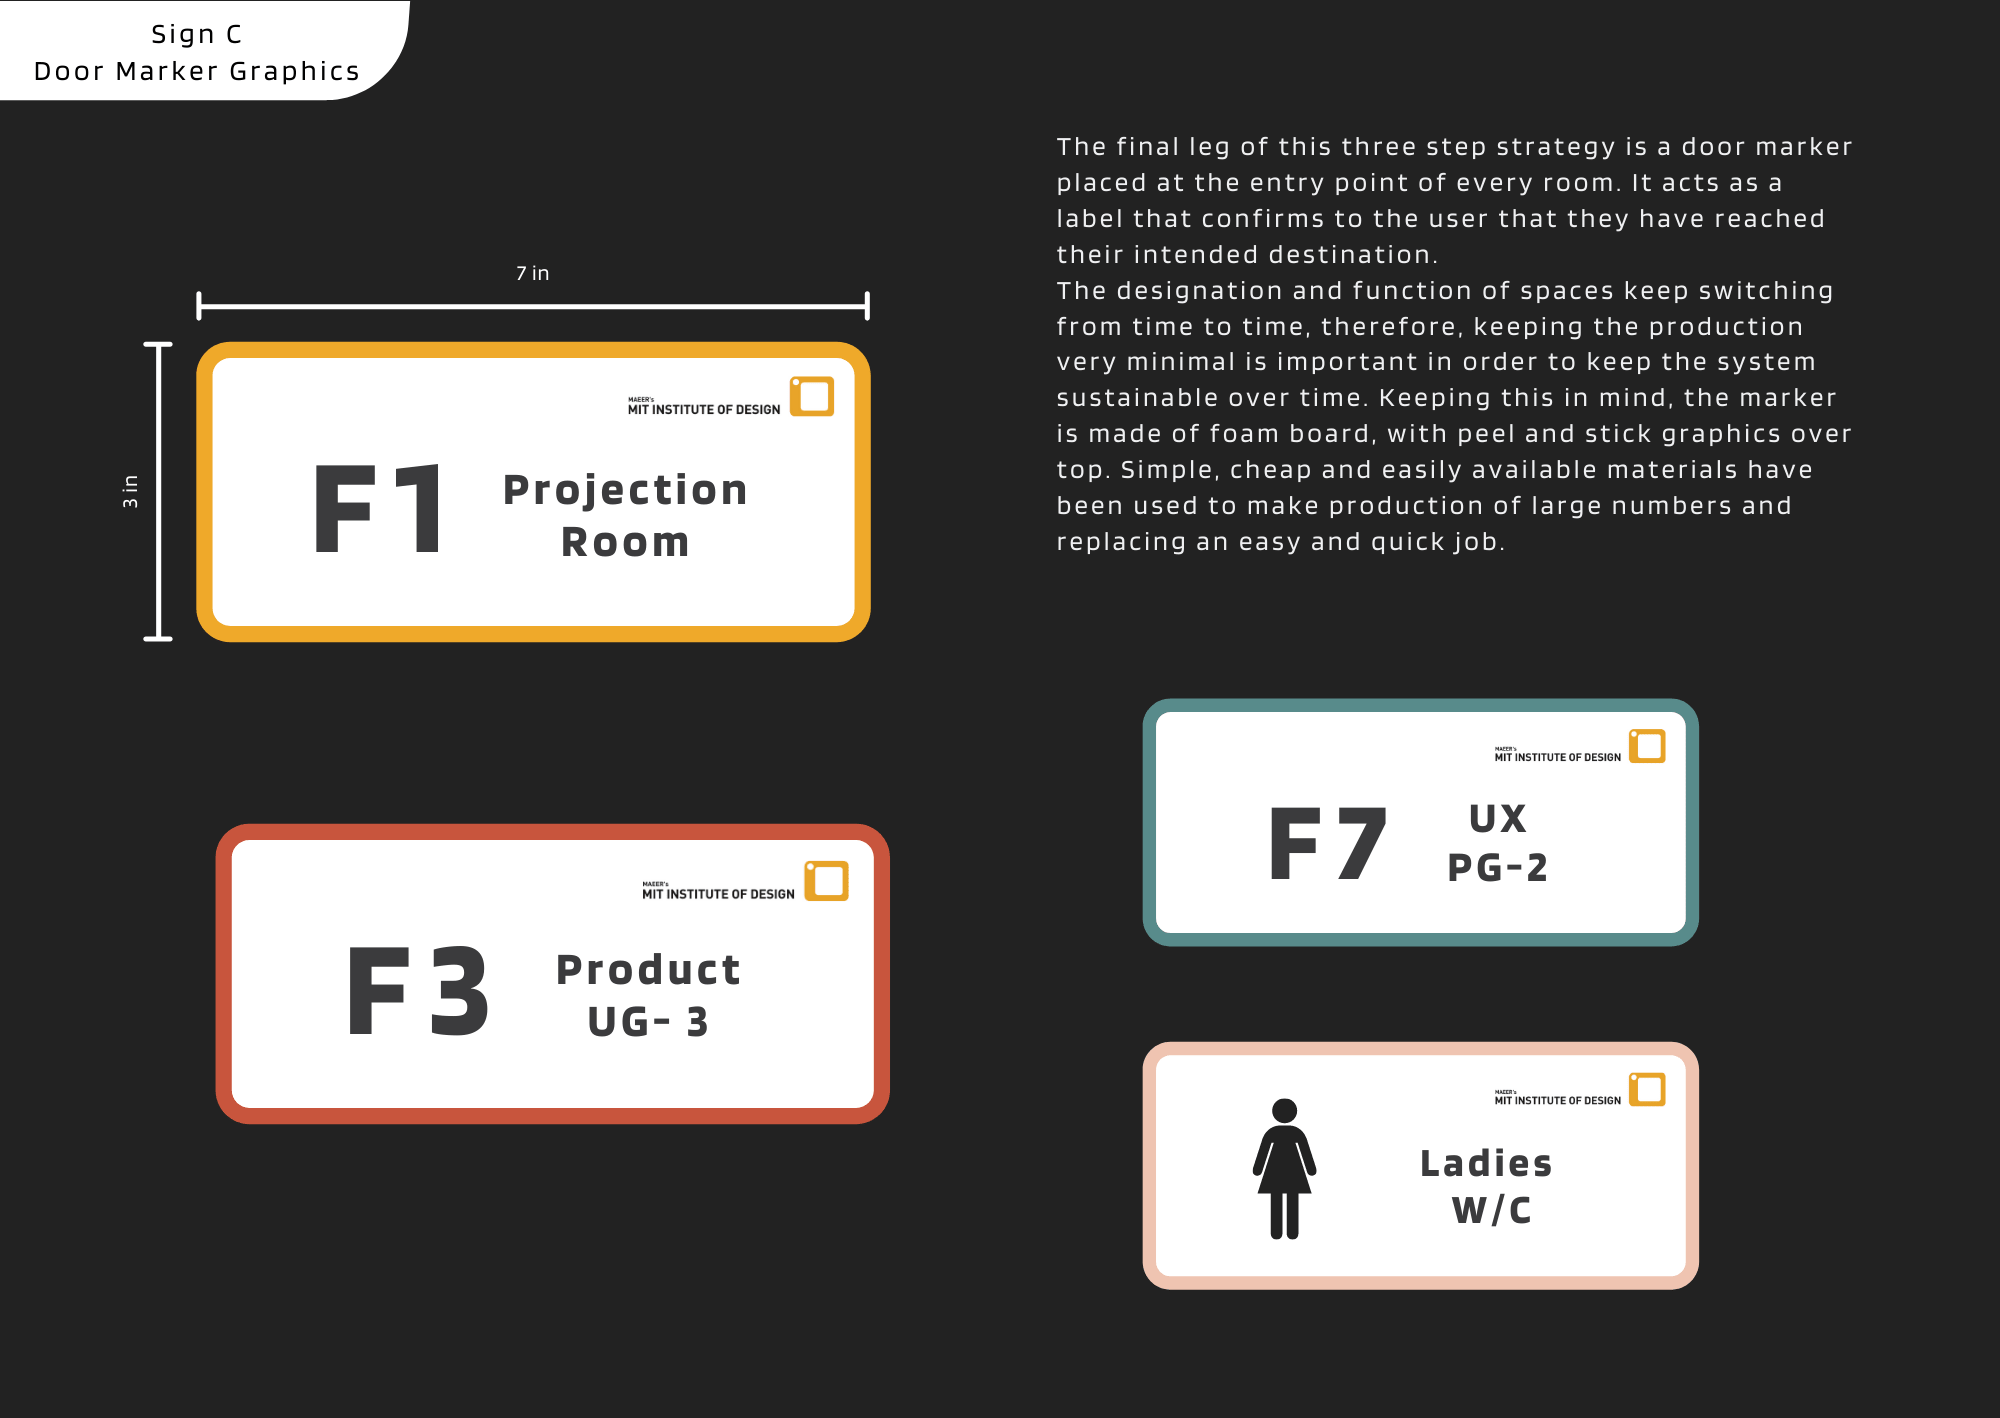 Sign C
Door Marker Graphics
The final leg of this three step strategy is a door marker
placed at the entry point of every room. It acts as a
label that confirms to the user that they have reached
their intended destination.
The designation and function of spaces keep switching
from time to time, therefore, keeping the production
very minimal is important in order to keep the system
sustainable over time. Keeping this in mind, the marker
is made of foam board, with peel and stick graphics over
top. Simple, cheap and easily available materials have
been used to make production of large numbers and
replacing an easy and quick job.
7 in
3 in
MAEER's
MIT INSTITUTE OF DESIGN
F1
Projection
Room
MAEER's
MIT INSTITUTE OF DESIGN
F3
Product
UG- 3
MAEER's
MIT INSTITUTE OF DESIGN
F7
UX
PG-2
MAEER's
MIT INSTITUTE OF DESIGN
Ladies
W/C